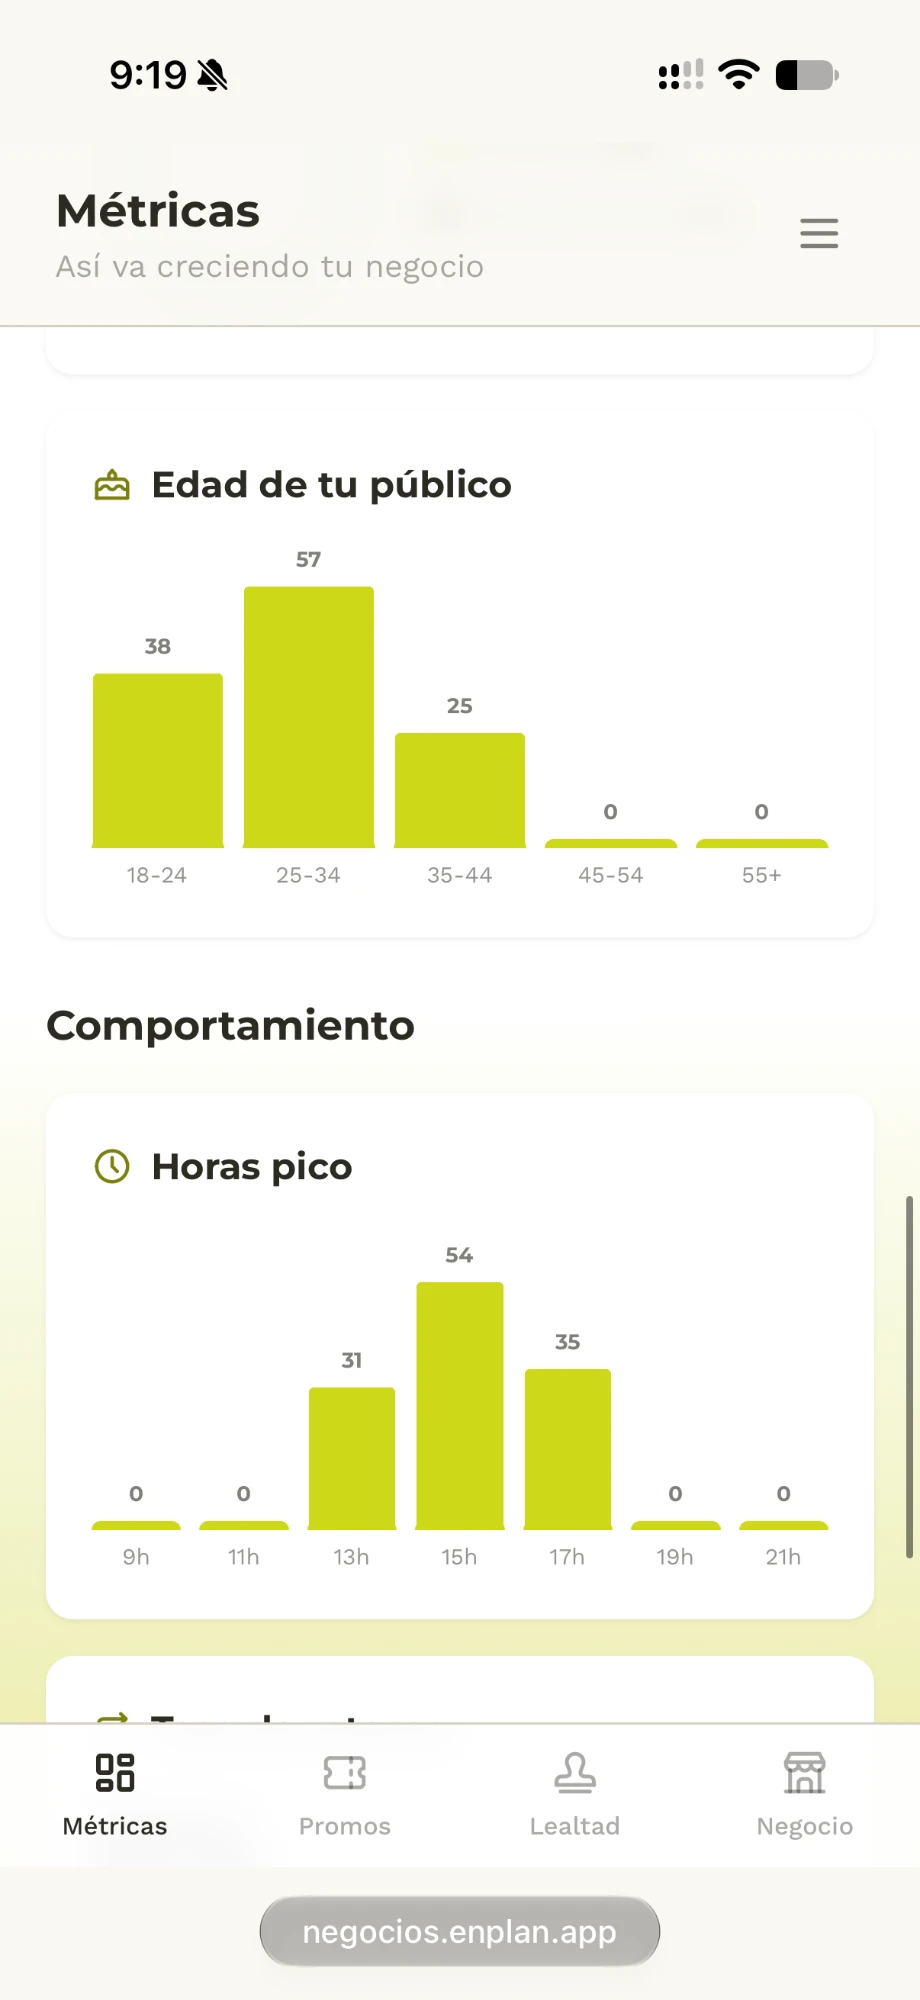 9:19
Métricas
Así va creciendo tu negocio
Edad de tu público
57
38
25
0
0
18-24
25-34
35-44
45-54
55+
Comportamiento
Horas pico
54
35
31
0
0
0
0
9h
11h
13h
15h
17h
19h
21h
Métricas
Promos
Lealtad
Negocio
negocios.enplan.app